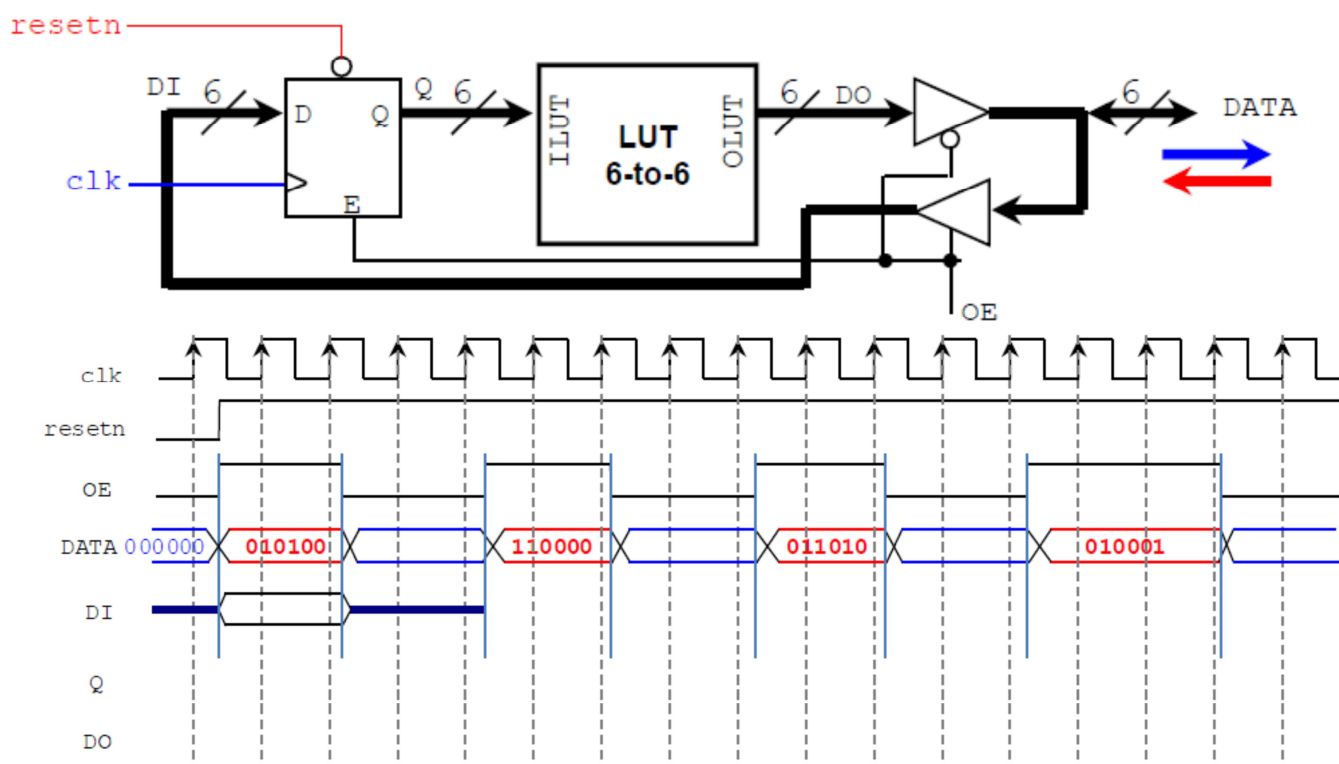 resetn
DI 6 Q 6 6 DO 6 DATA
D Q ILUT LUT OLUT
6-to-6
clk
E
OE
clk
resetn
OE
DATA 000000 010100 110000 011010 010001
DI
Q
DO